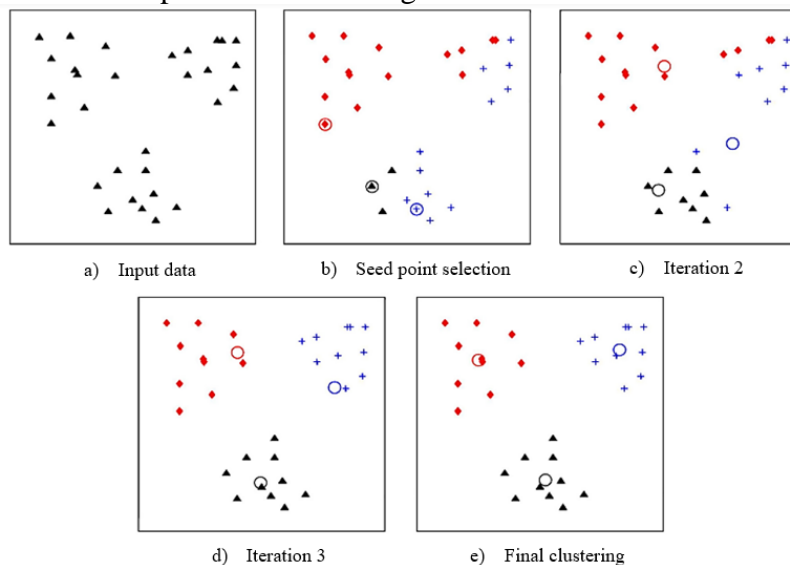 a) Input data
b) Seed point selection
c) Iteration 2
d) Iteration 3
e) Final clustering